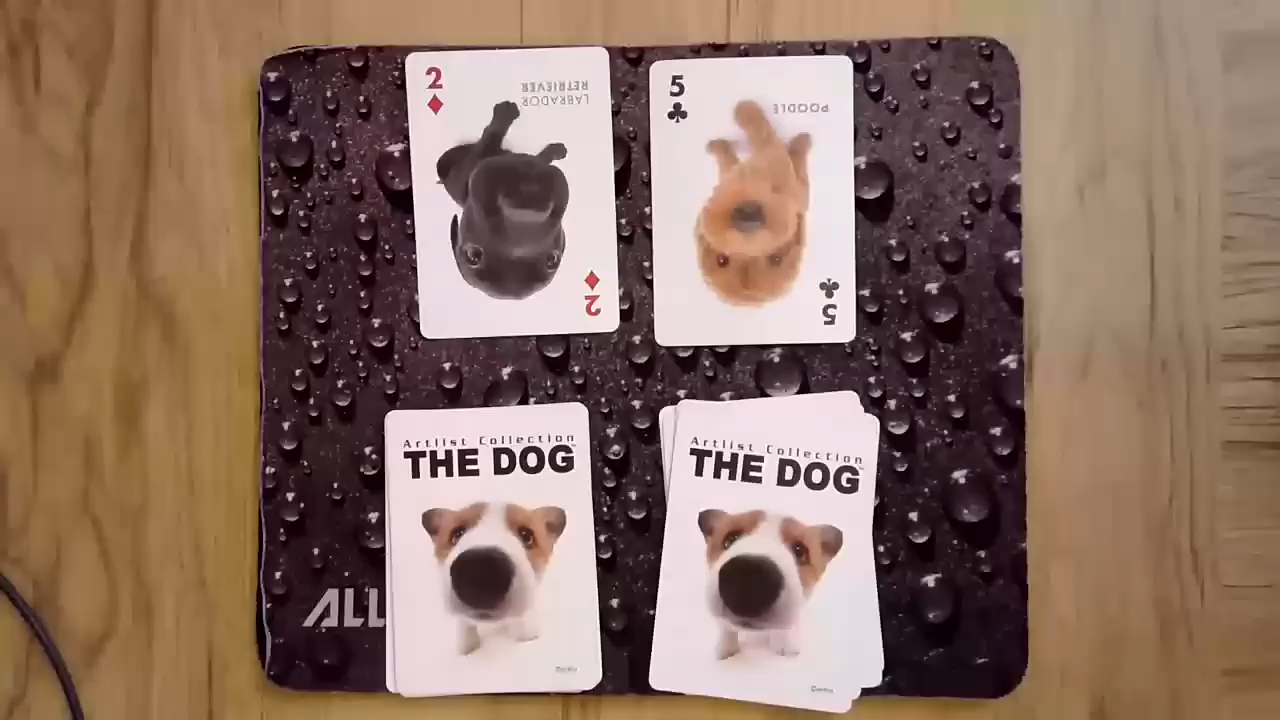 2
LABRADOR
RETRIEVER
2
5
POODLE
5
Artlist Collection
THE DOG
Artlist Collection
THE DOG
ALL